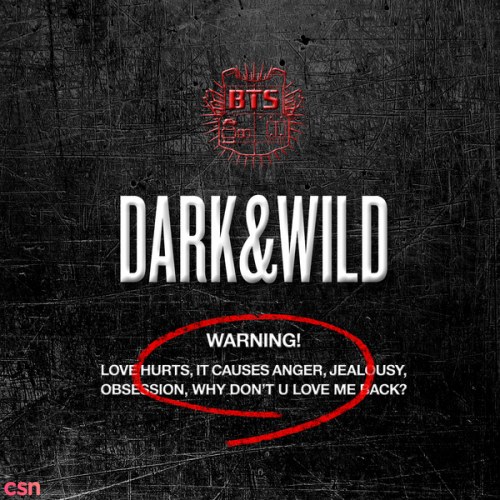 BTS
DARK&WILD
WARNING!
LOVE HURTS, IT CAUSES ANGER, JEALOUSY,
OBSESSION, WHY DON'T U LOVE ME BACK?
csn